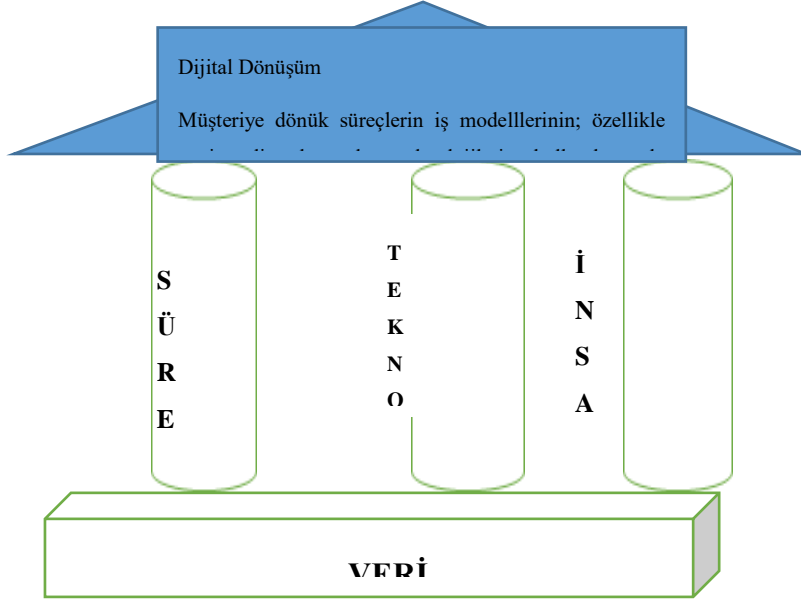 Dijital Dönüşüm
Müşteriye dönük süreçlerin iş modelllerinin; özellikle
S
Ü
R
E
T
E
K
N
O
İ
N
S
A
VERİ